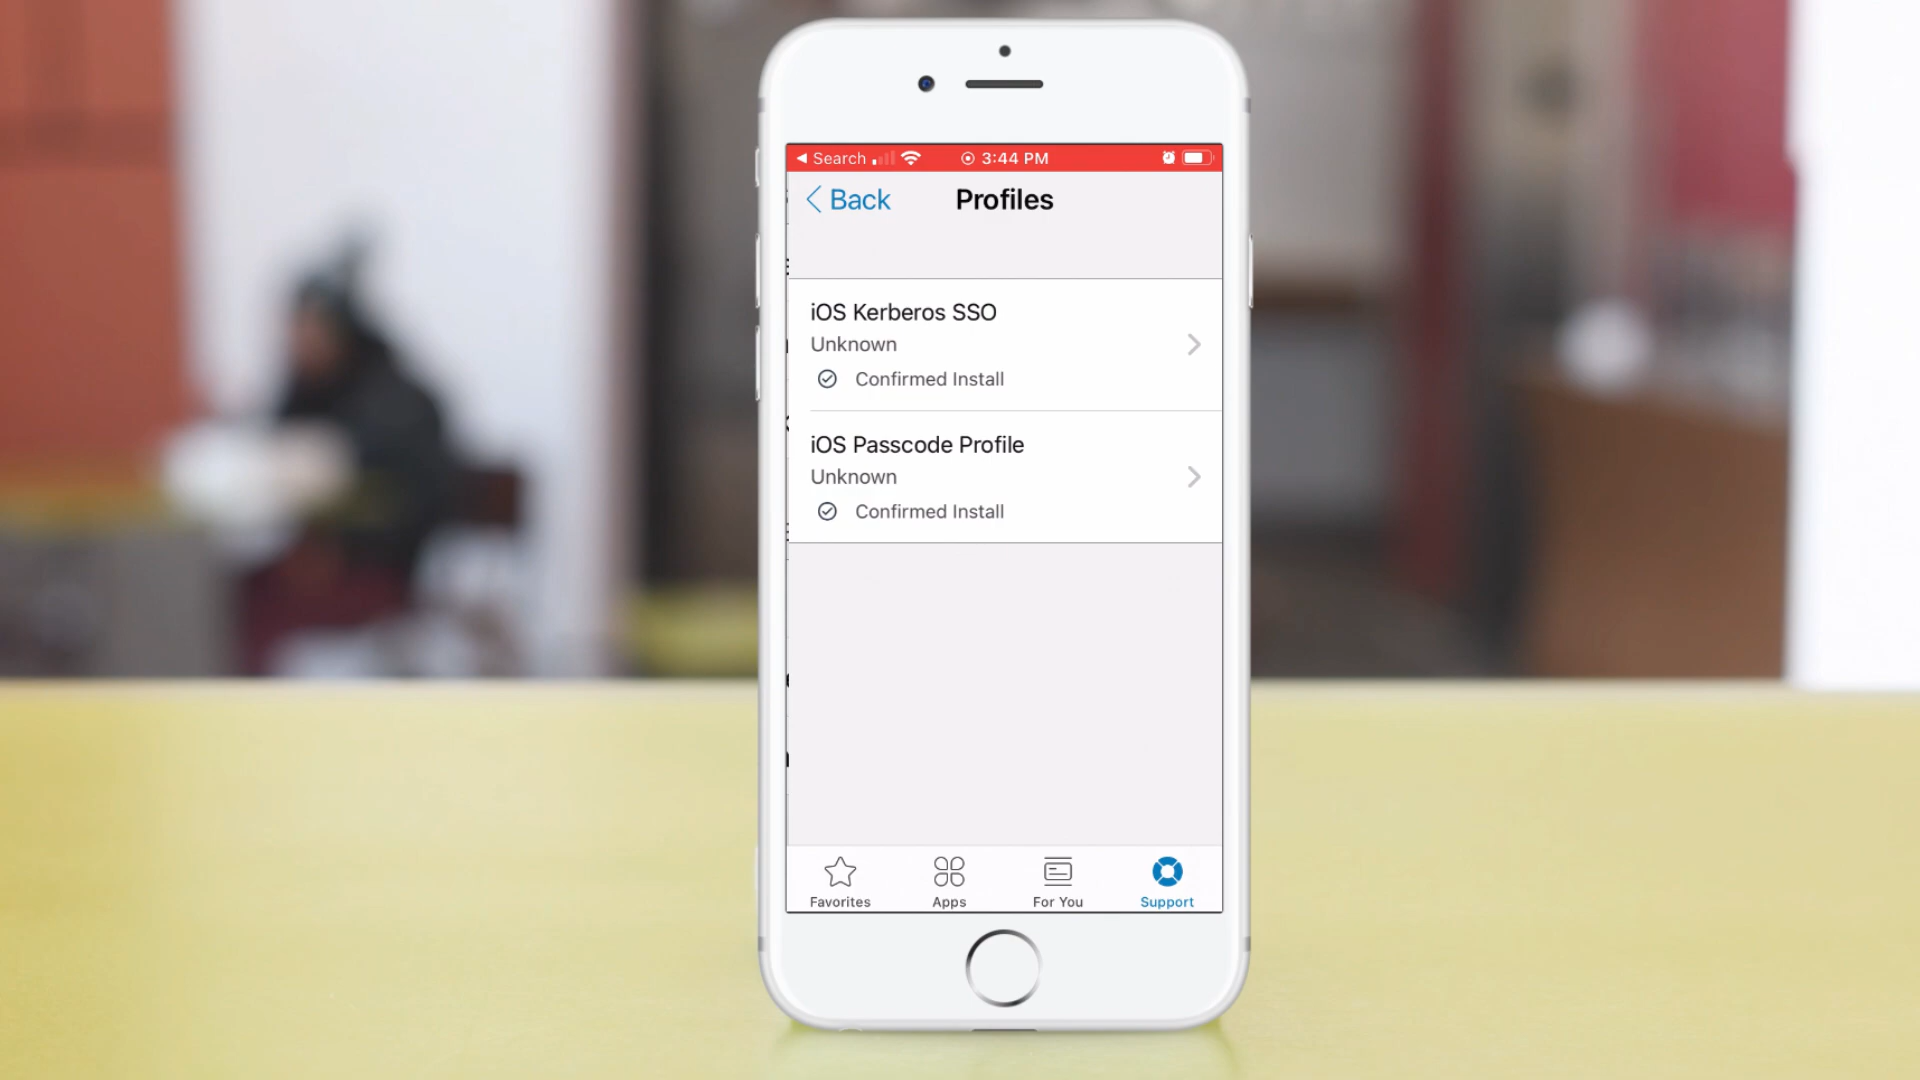 Search 3:44 PM
Back Profiles
iOS Kerberos SSO
Unknown
Confirmed Install
iOS Passcode Profile
Unknown
Confirmed Install
Favorites Apps For You Support